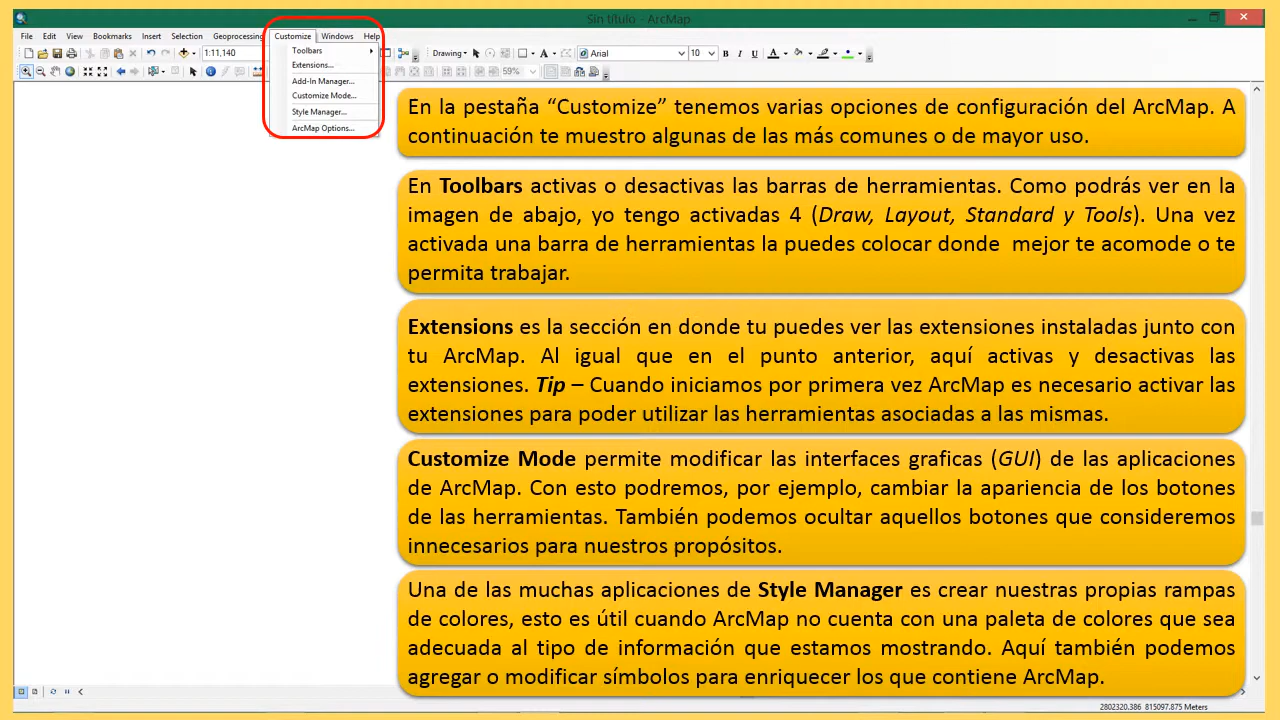 Sin título - ArcMap
File Edit View Bookmarks Insert Selection Geoprocessing Customize Windows Help
1:11,140
Drawing
Arial
10
B I U A
A
59%
Toolbars
Extensions...
Add-In Manager...
Customize Mode...
Style Manager...
ArcMap Options...
En la pestaña “Customize” tenemos varias opciones de configuración del ArcMap. A
continuación te muestro algunas de las más comunes o de mayor uso.
En Toolbars activas o desactivas las barras de herramientas. Como podrás ver en la
imagen de abajo, yo tengo activadas 4 (Draw, Layout, Standard y Tools). Una vez
activada una barra de herramientas la puedes colocar donde mejor te acomode o te
permita trabajar.
Extensions es la sección en donde tu puedes ver las extensiones instaladas junto con
tu ArcMap. Al igual que en el punto anterior, aquí activas y desactivas las
extensiones. Tip – Cuando iniciamos por primera vez ArcMap es necesario activar las
extensiones para poder utilizar las herramientas asociadas a las mismas.
Customize Mode permite modificar las interfaces graficas (GUI) de las aplicaciones
de ArcMap. Con esto podremos, por ejemplo, cambiar la apariencia de los botones
de las herramientas. También podemos ocultar aquellos botones que consideremos
innecesarios para nuestros propósitos.
Una de las muchas aplicaciones de Style Manager es crear nuestras propias rampas
de colores, esto es útil cuando ArcMap no cuenta con una paleta de colores que sea
adecuada al tipo de información que estamos mostrando. Aquí también podemos
agregar o modificar símbolos para enriquecer los que contiene ArcMap.
2802320.386 815097.875 Meters